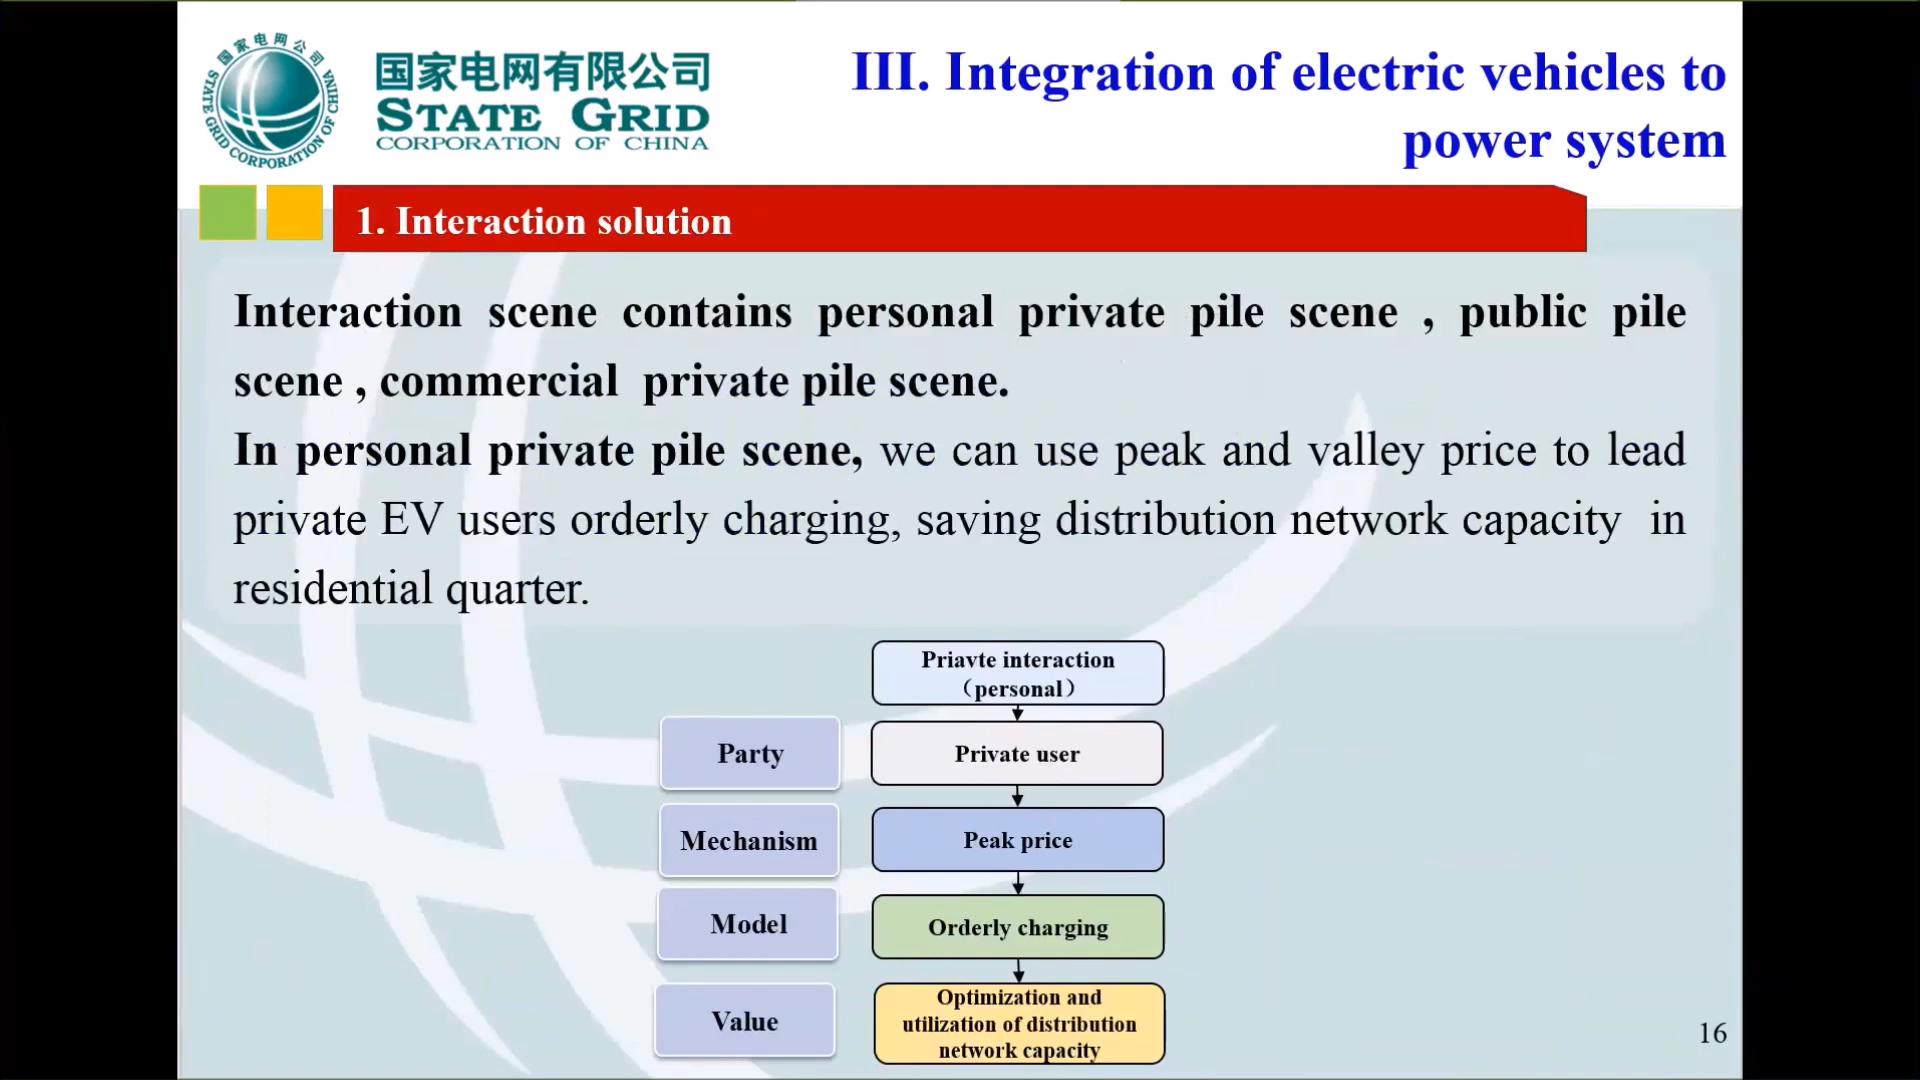 国家电网公司
STATE GRID CORPORATION OF CHINA
国家电网有限公司
STATE GRID
CORPORATION OF CHINA
III. Integration of electric vehicles to
power system
1. Interaction solution
Interaction scene contains personal private pile scene , public pile
scene , commercial private pile scene.
In personal private pile scene, we can use peak and valley price to lead
private EV users orderly charging, saving distribution network capacity in
residential quarter.
Priavte interaction
（personal）
Party
Private user
Mechanism
Peak price
Model
Orderly charging
Value
Optimization and
utilization of distribution
network capacity
16